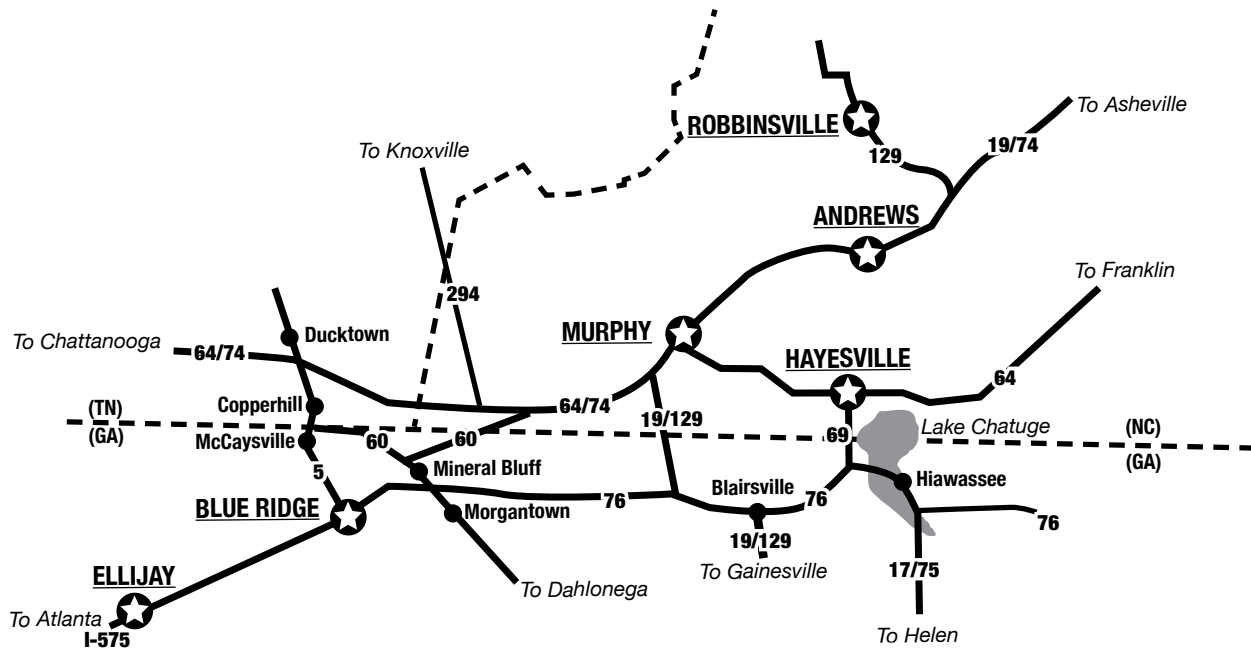 To Asheville
ROBBINSVILLE
129
19/74
To Knoxville
ANDREWS
To Franklin
294
To Chattanooga
64/74
Ducktown
MURPHY
HAYESVILLE
64
Copperhill
64/74
(TN)
(GA)
McCaysville
60
60
19/129
69
Lake Chatuge
(NC)
(GA)
5
Mineral Bluff
Hiawassee
BLUE RIDGE
Morgantown
76
Blairsville
76
76
19/129
To Gainesville
17/75
ELLIJAY
To Dahlonega
To Atlanta
I-575
To Helen